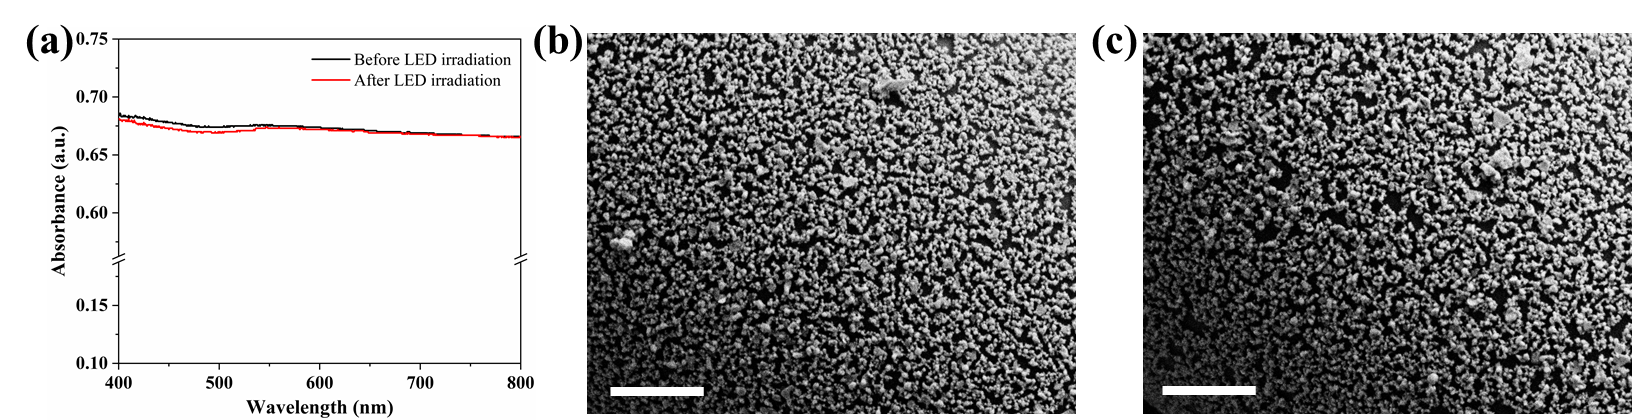 (a)
0.75
0.70
0.65
0.60
0.15
0.10
Absorbance (a.u.)
Before LED irradiation
After LED irradiation
400 500 600 700 800
Wavelength (nm)
(b)
(c)